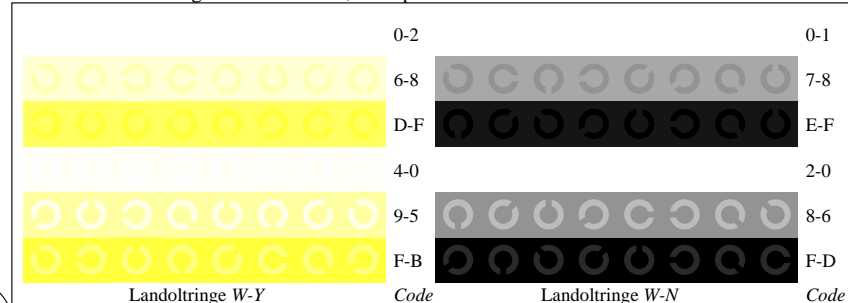 0-2 0-1
6-8 7-8
D-F E-F
4-0 2-0
9-5 8-6
F-B F-D
Landoltringe W-Y Code Landoltringe W-N Code